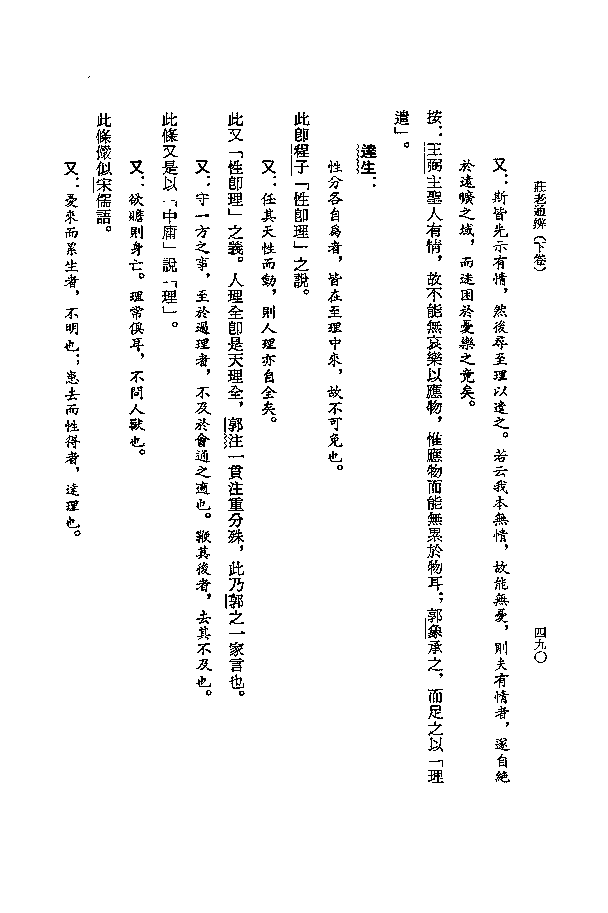 莊老通辨（下卷）
四九〇
又：斯皆先示有情，然後尋至理以遣之。若云我本無情，故能無憂，則夫有情者，遂自絕
於遠曠之域，而迷困於憂樂之竟矣。
按：王弼主聖人有情，故不能無哀樂以應物，惟應物而能無累於物耳；郭象承之，而足之以「理
遣」。
達生：
性分各自為者，皆在至理中來，故不可免也。
此卽程子「性卽理」之說。
又：任其天性而動，則人理亦自全矣。
此又「性卽理」之義。人理全卽是天理全，郭注一貫注重分殊，此乃郭之一家言也。
又：守一方之事，至於過理者，不及於會通之適也。鞭其後者，去其不及也。
此條又是以「中庸」說「理」。
又：欲贍則身亡。理常俱耳，不問人獸也。
此條儼似宋儒語。
又：憂來而累生者，不明也；患去而性得者，達理也。